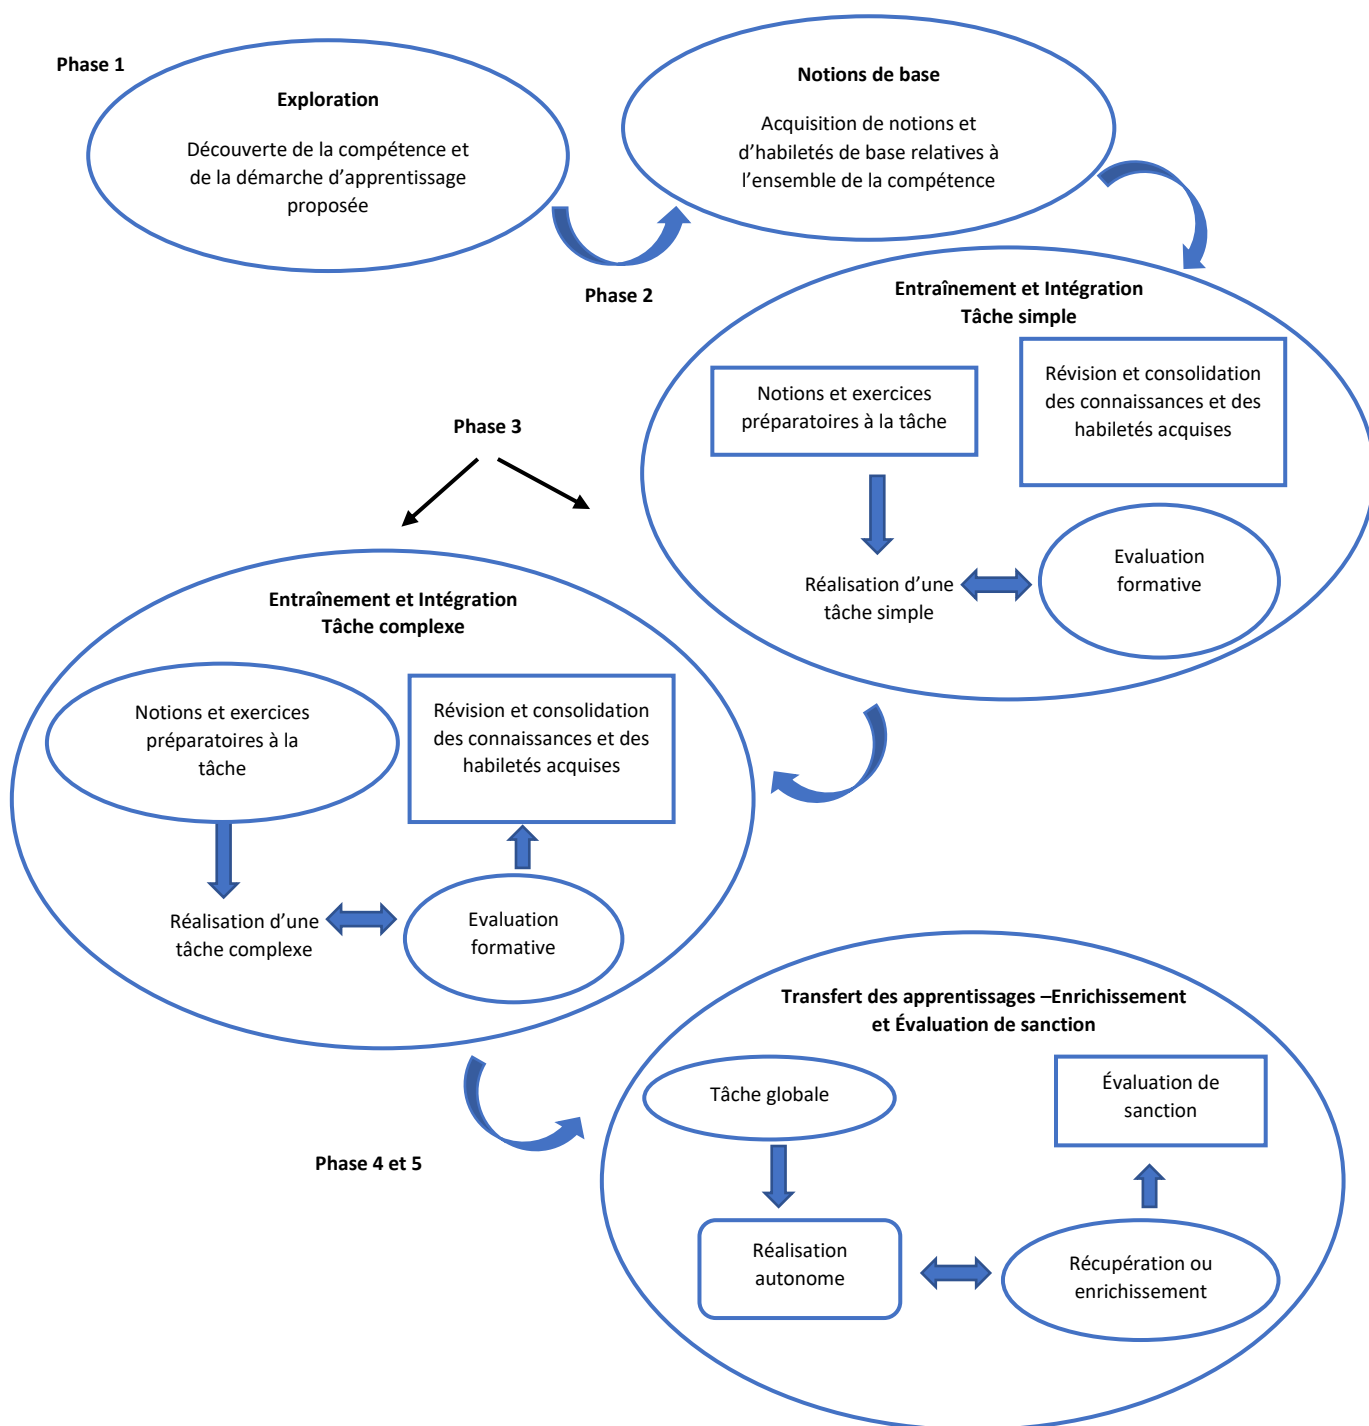 Phase 1
Exploration
Découverte de la compétence et
de la démarche d'apprentissage
proposée
Notions de base
Acquisition de notions et
d'habiletés de base relatives à
l'ensemble de la compétence
Phase 2
Entraînement et Intégration
Tâche simple
Notions et exercices
préparatoires à la tâche
Révision et consolidation
des connaissances et des
habiletés acquises
Réalisation d'une
tâche simple
Evaluation
formative
Phase 3
Entraînement et Intégration
Tâche complexe
Notions et exercices
préparatoires à la
tâche
Révision et consolidation
des connaissances et des
habiletés acquises
Réalisation d'une
tâche complexe
Evaluation
formative
Phase 4 et 5
Transfert des apprentissages –Enrichissement
et Évaluation de sanction
Tâche globale
Évaluation de
sanction
Réalisation
autonome
Récupération ou
enrichissement